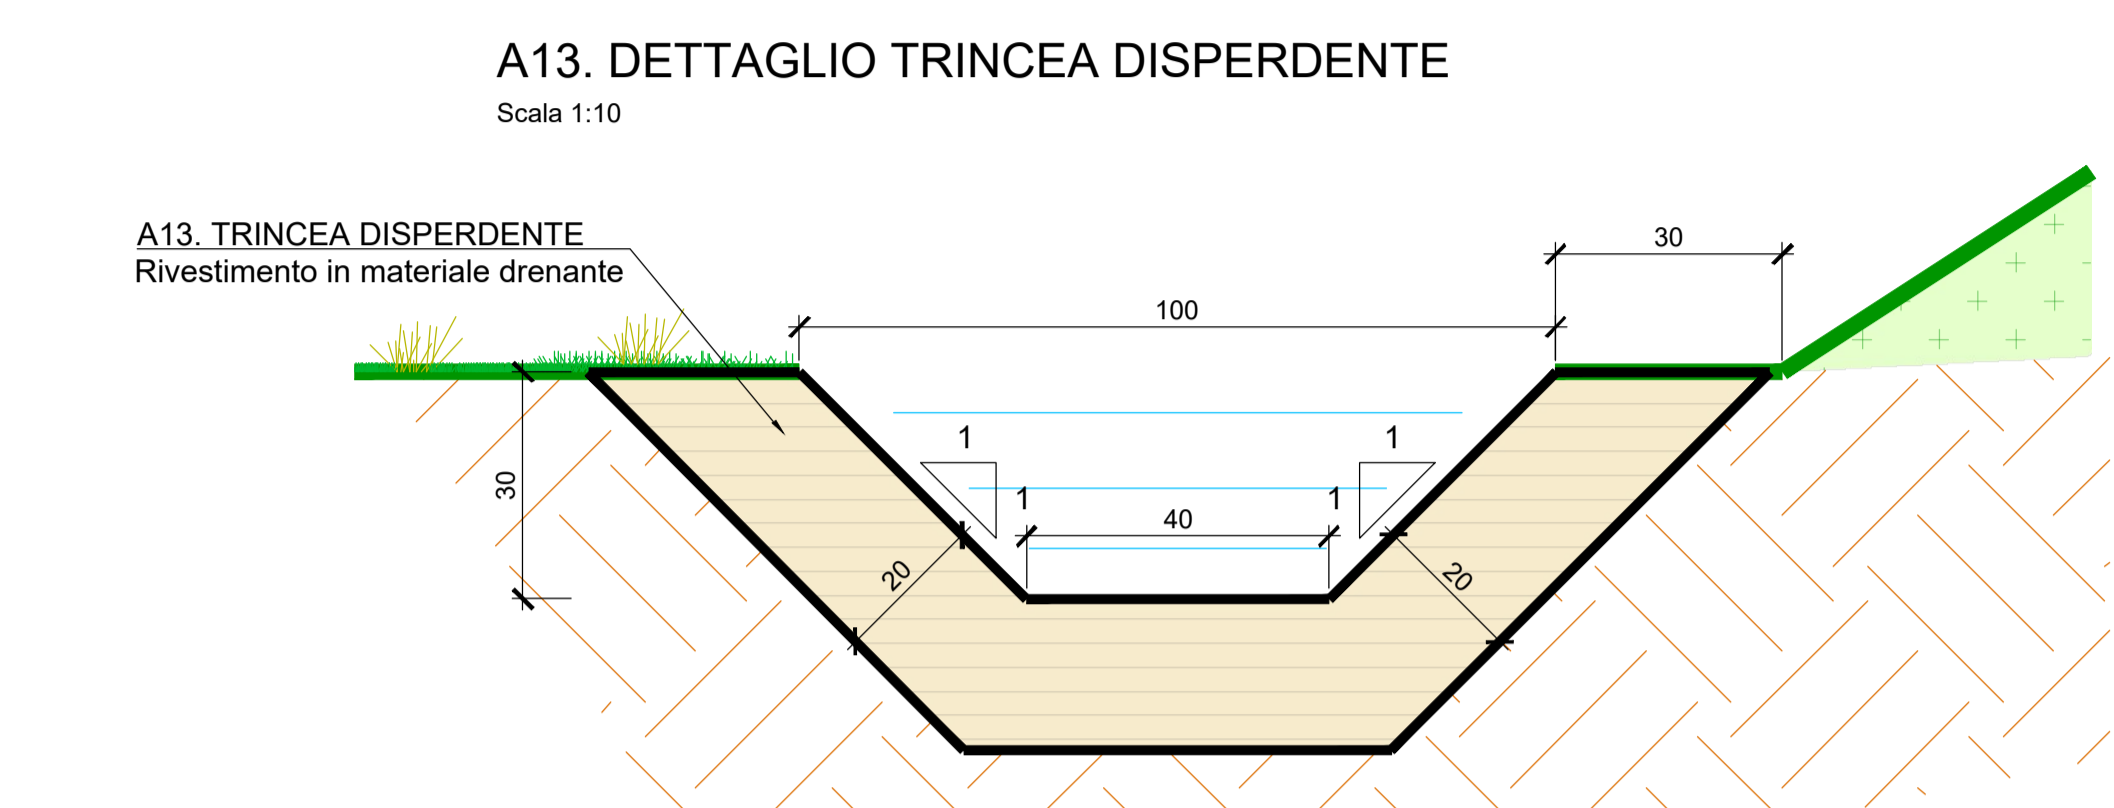 A13. DETTAGLIO TRINCEA DISPERDENTE
Scala 1:10
A13. TRINCEA DISPERDENTE
Rivestimento in materiale drenante
30
100
1
1
30
1
1
40
20
20